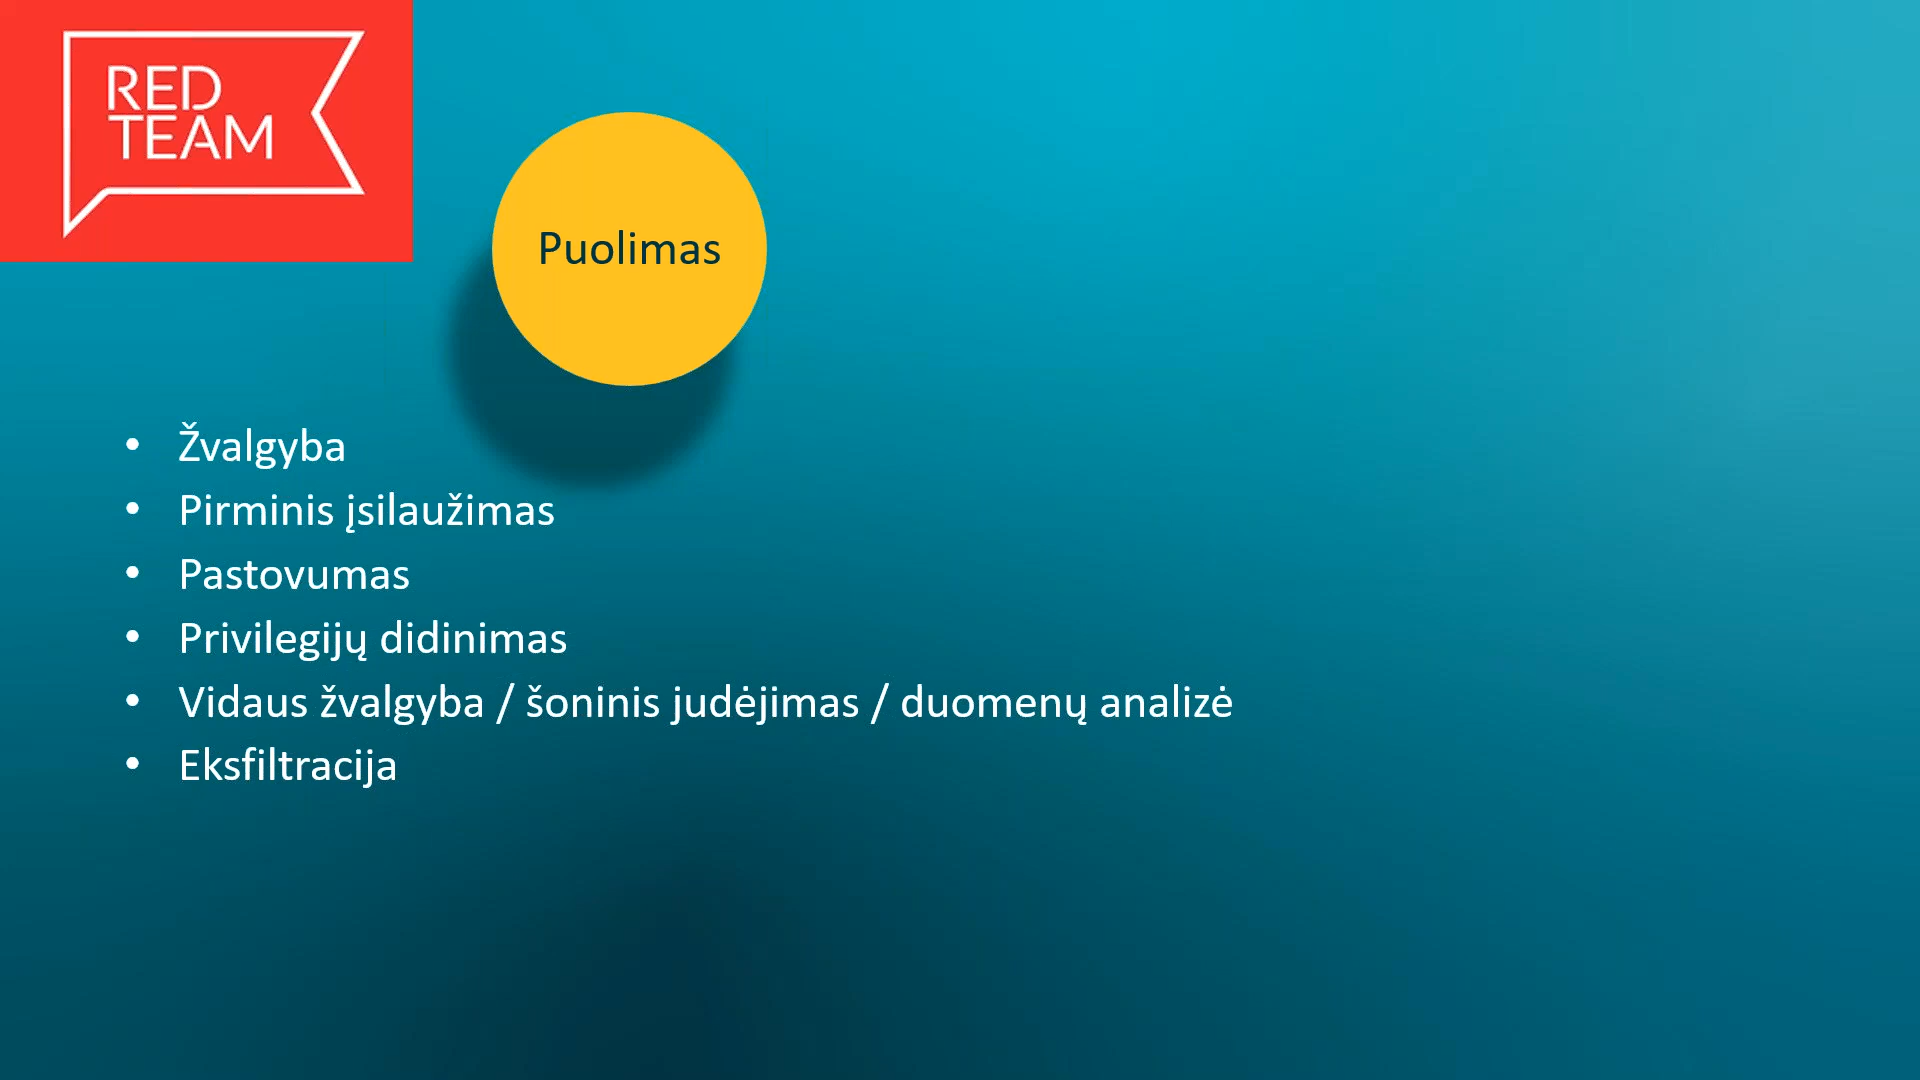 RED
TEAM
Puolimas
• Žvalgyba
• Pirminis įsilaužimas
• Pastovumas
• Privilegijų didinimas
• Vidaus žvalgyba / šoninis judėjimas / duomenų analizė
• Eksfiltracija